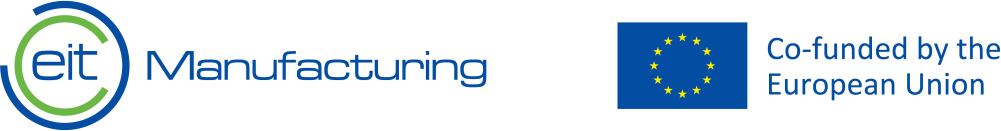 eit Manufacturing
Co-funded by the
European Union